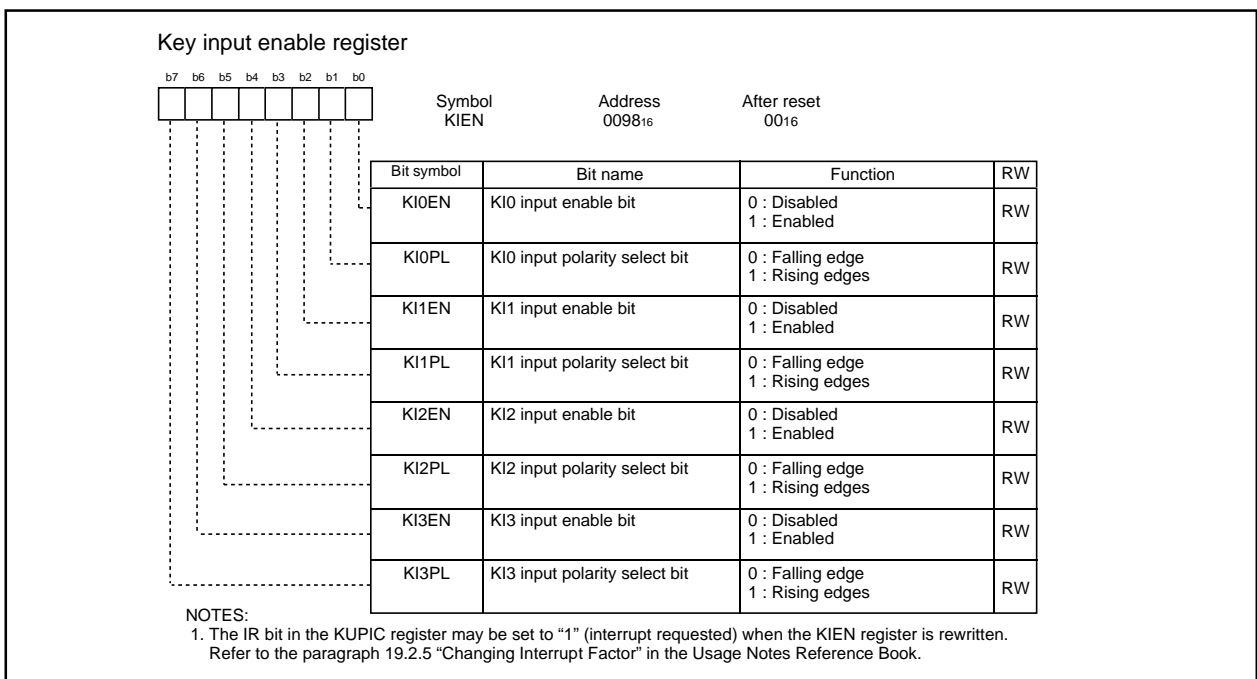 Key input enable register
b7 b6 b5 b4 b3 b2 b1 b0
Symbol Address After reset
KIEN 009816 0016
Bit symbol Bit name Function RW
KI0EN KI0 input enable bit 0 : Disabled
1 : Enabled RW
KI0PL KI0 input polarity select bit 0 : Falling edge
1 : Rising edges RW
KI1EN KI1 input enable bit 0 : Disabled
1 : Enabled RW
KI1PL KI1 input polarity select bit 0 : Falling edge
1 : Rising edges RW
KI2EN KI2 input enable bit 0 : Disabled
1 : Enabled RW
KI2PL KI2 input polarity select bit 0 : Falling edge
1 : Rising edges RW
KI3EN KI3 input enable bit 0 : Disabled
1 : Enabled RW
KI3PL KI3 input polarity select bit 0 : Falling edge
1 : Rising edges RW
NOTES:
1. The IR bit in the KUPIC register may be set to “1” (interrupt requested) when the KIEN register is rewritten.
Refer to the paragraph 19.2.5 “Changing Interrupt Factor” in the Usage Notes Reference Book.